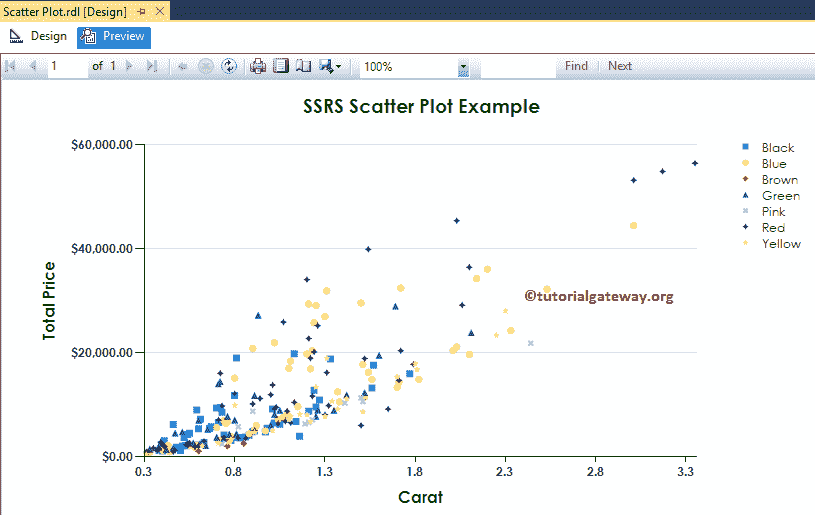 Scatter Plot.rdl [Design]
Design Preview
1 of 1 100% Find Next
SSRS Scatter Plot Example
$60,000.00
$40,000.00
$20,000.00
$0.00
Total Price
0.3 0.8 1.3 1.8 2.3 2.8 3.3
Carat
Black
Blue
Brown
Green
Pink
Red
Yellow
©tutorialgateway.org